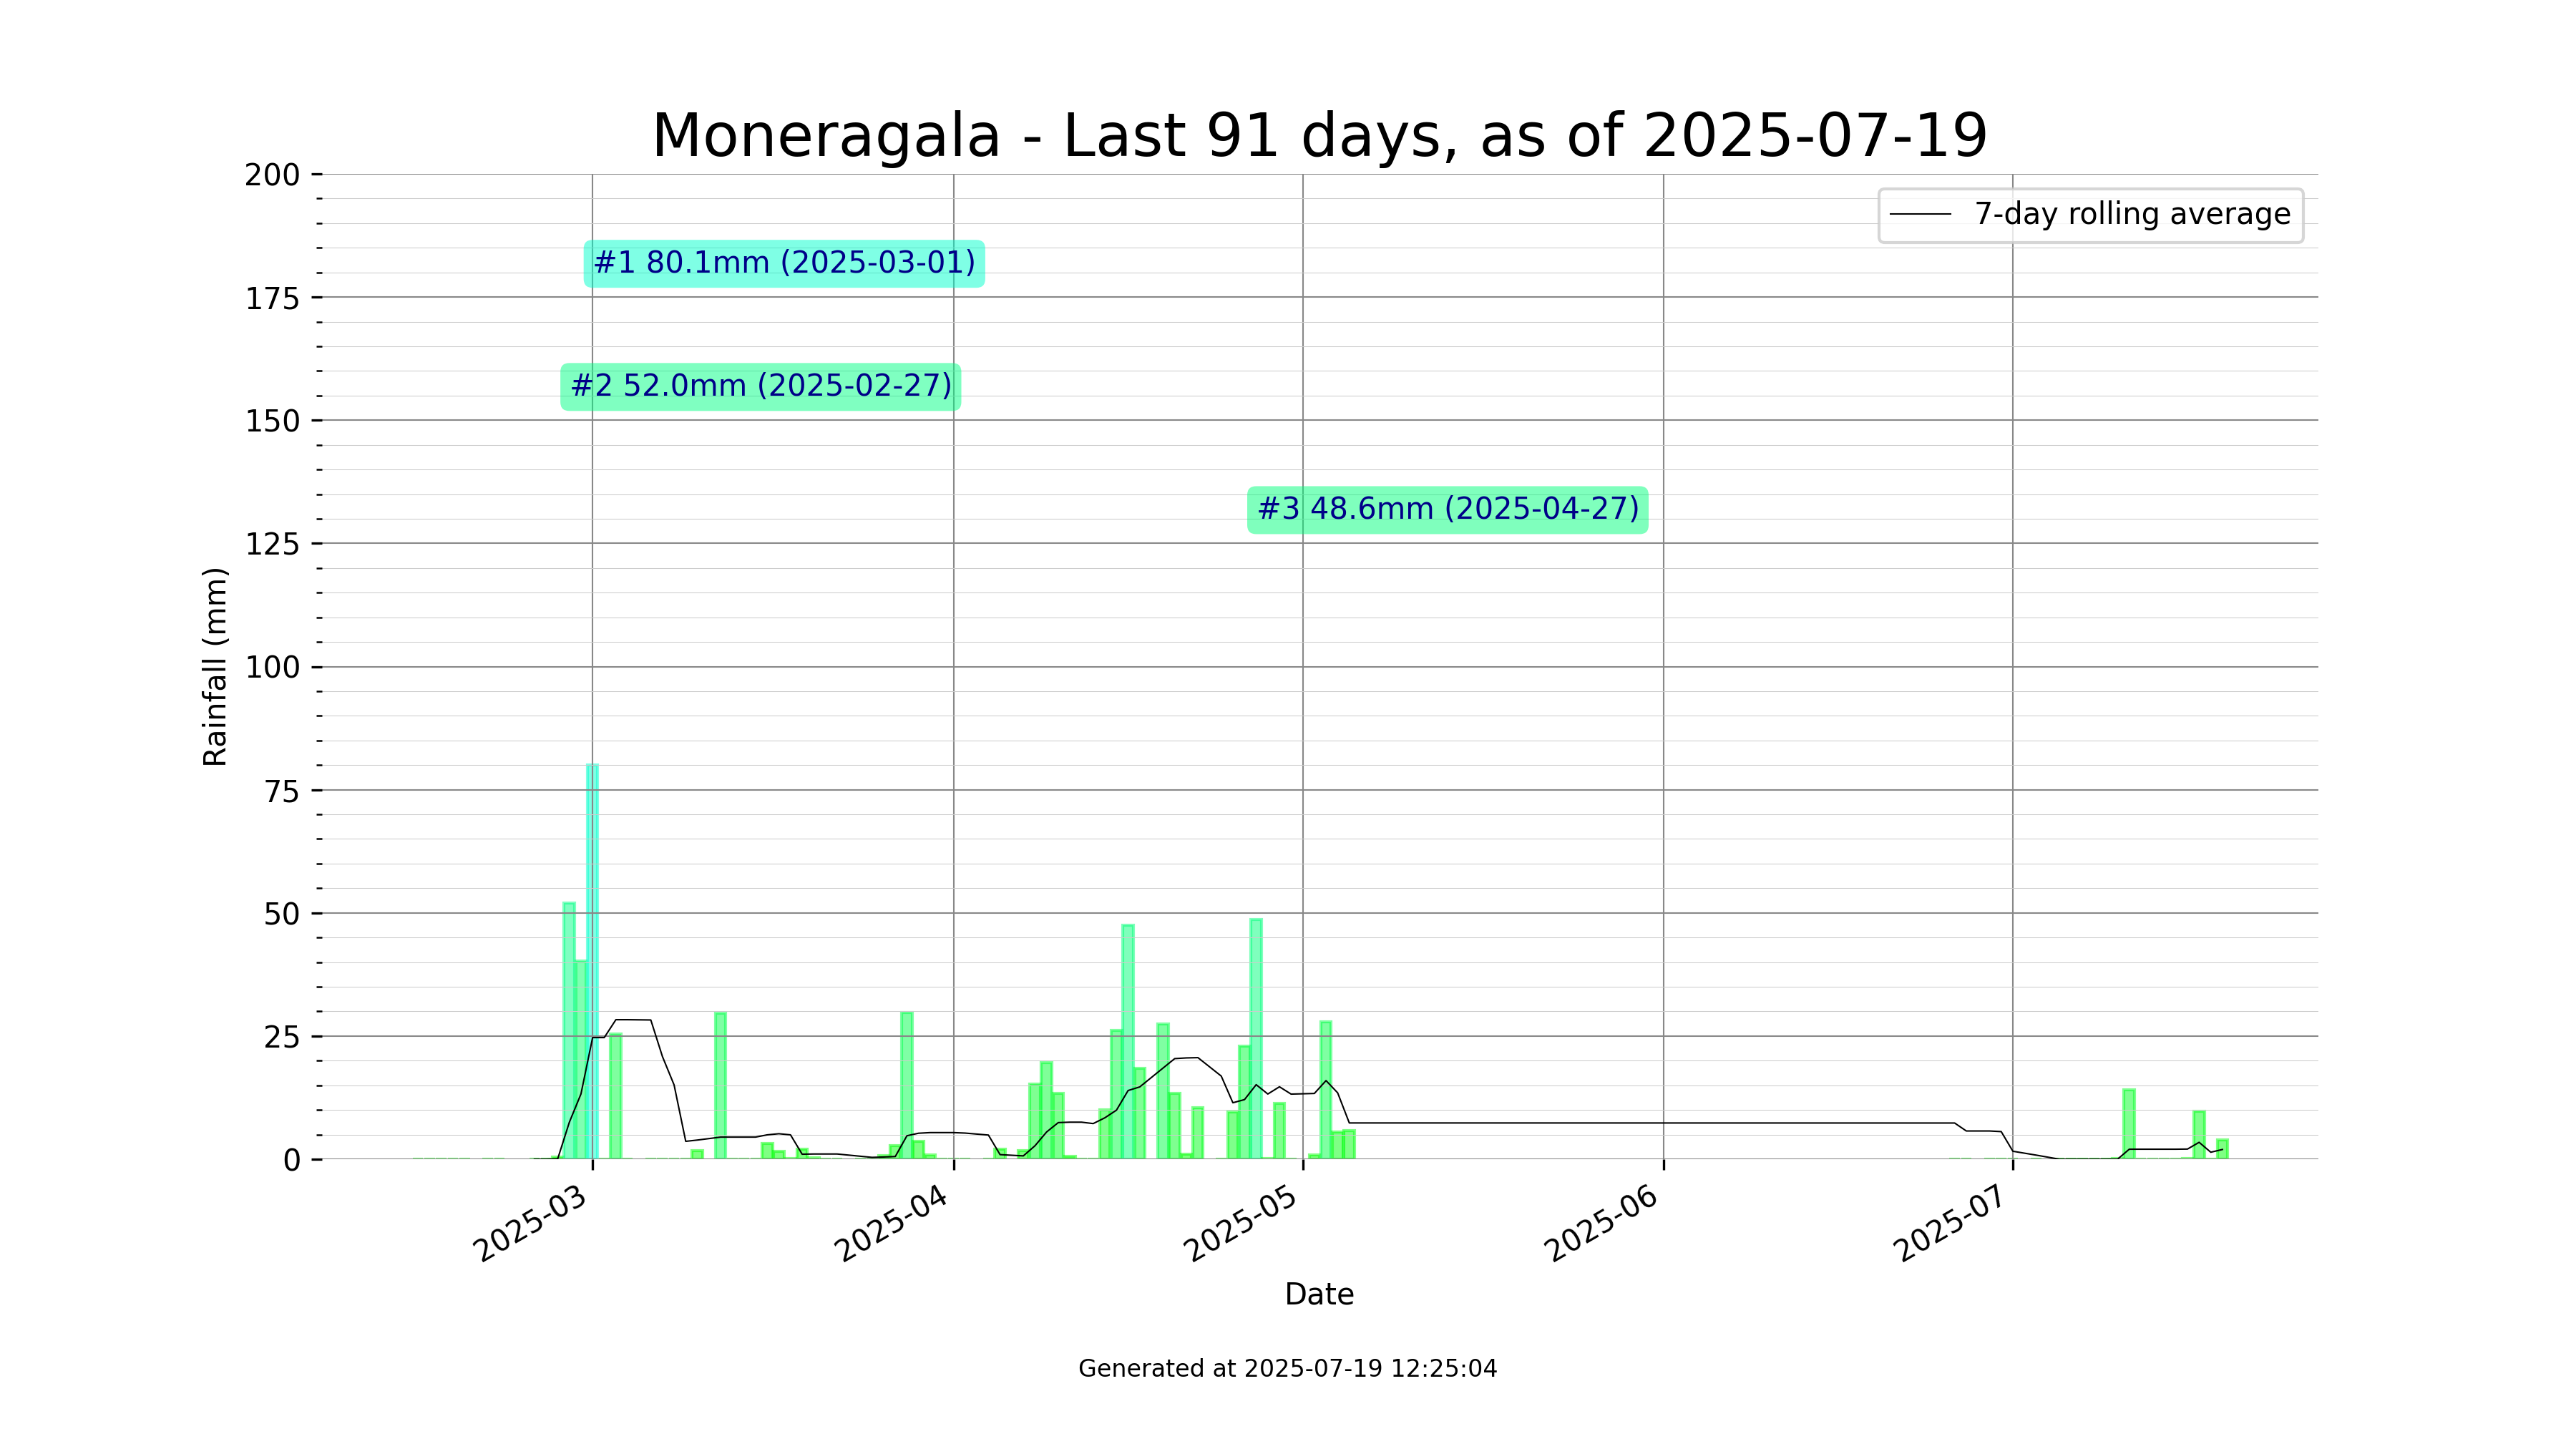 Moneragala - Last 91 days, as of 2025-07-19
200
175
150
125
100
75
50
25
0
Rainfall (mm)
7-day rolling average
#1 80.1mm (2025-03-01)
#2 52.0mm (2025-02-27)
#3 48.6mm (2025-04-27)
2025-03
2025-04
2025-05
2025-06
2025-07
Date
Generated at 2025-07-19 12:25:04